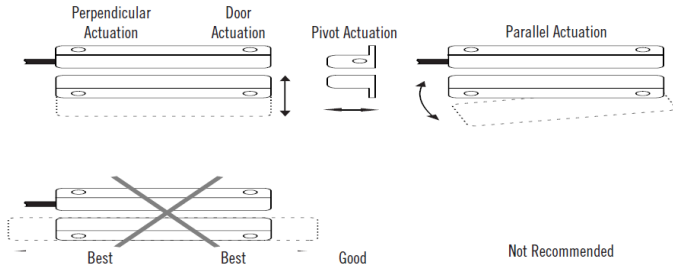 Perpendicular Actuation
Door Actuation
Pivot Actuation
Parallel Actuation
Best
Best
Good
Not Recommended